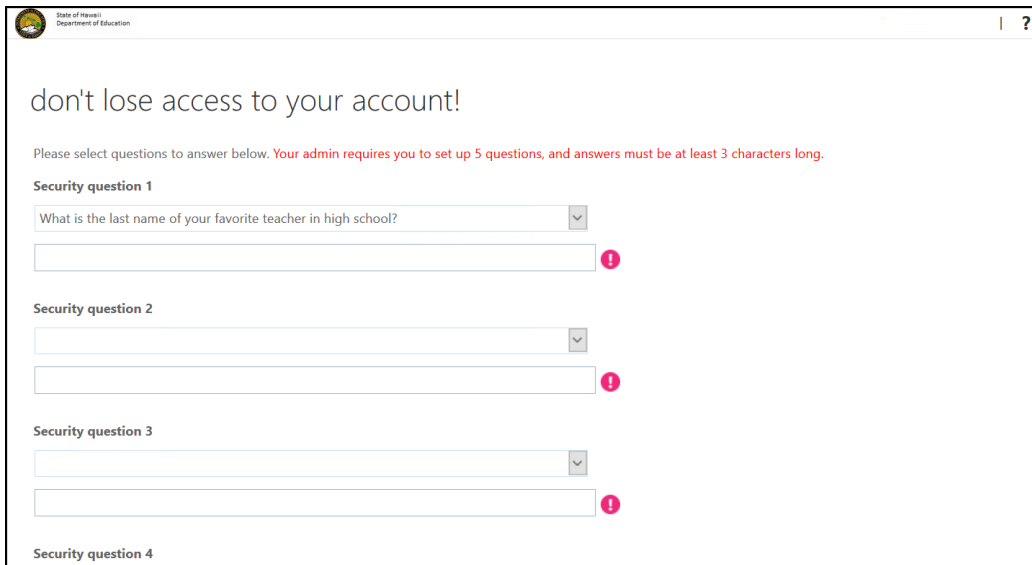 State of Hawaii
Department of Education
| ?
don't lose access to your account!
Please select questions to answer below. Your admin requires you to set up 5 questions, and answers must be at least 3 characters long.
Security question 1
What is the last name of your favorite teacher in high school?
!
Security question 2
!
Security question 3
!
Security question 4